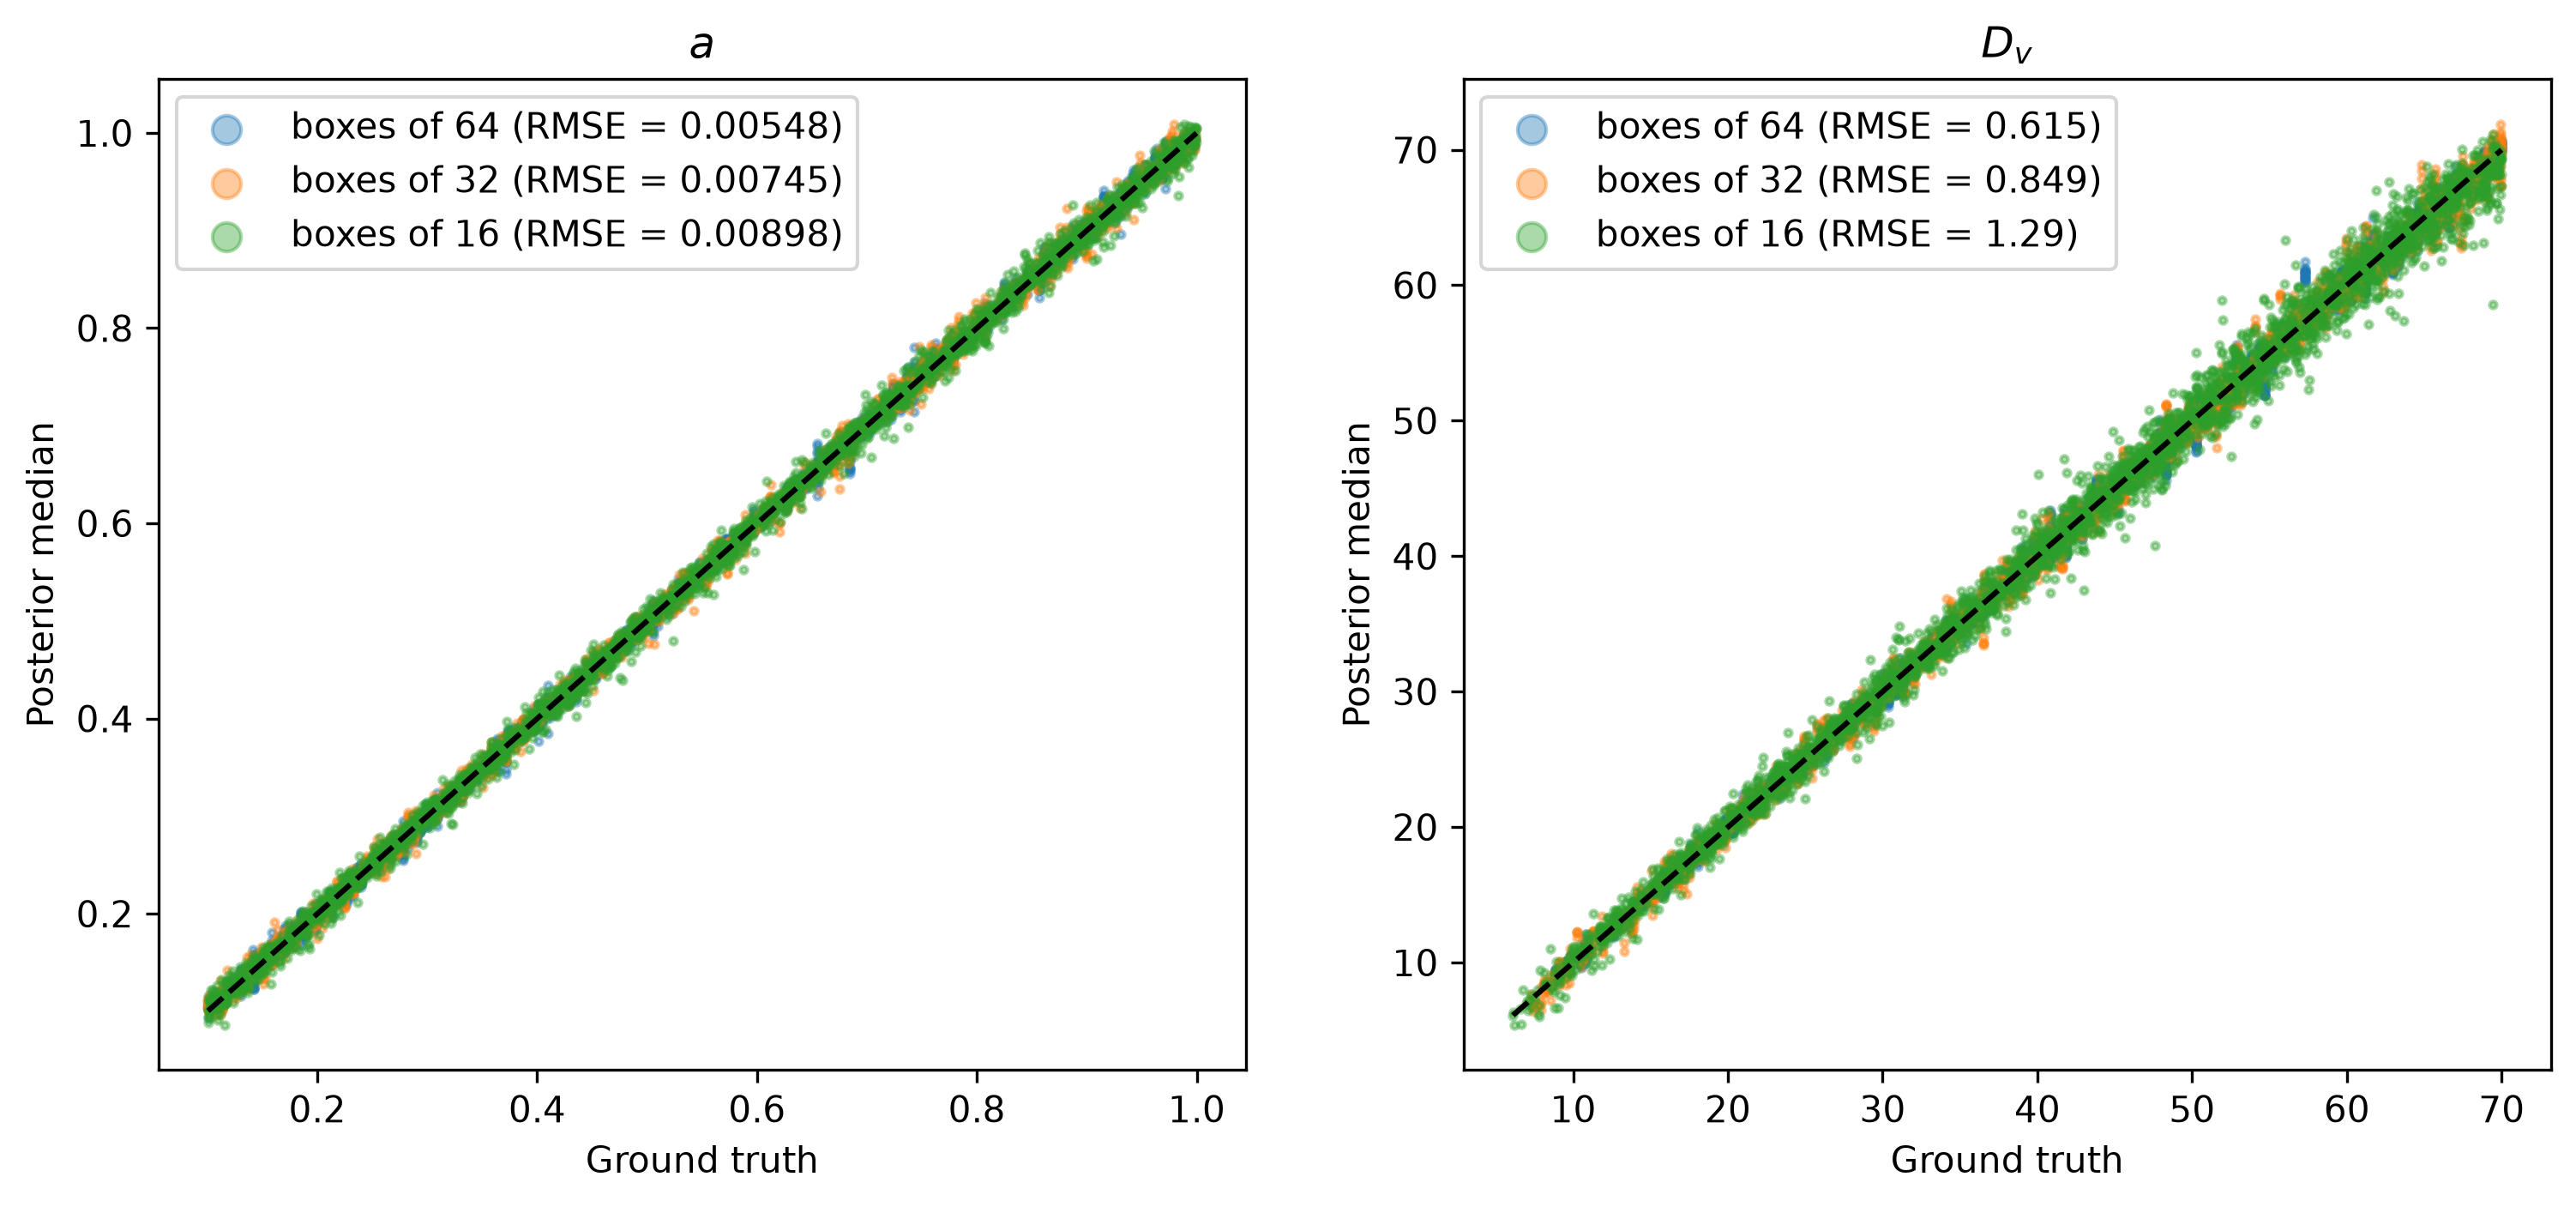 a
1.0
0.8
0.6
0.4
0.2
Posterior median
boxes of 64 (RMSE = 0.00548)
boxes of 32 (RMSE = 0.00745)
boxes of 16 (RMSE = 0.00898)
0.2 0.4 0.6 0.8 1.0
Ground truth
D_v
70
60
50
40
30
20
10
Posterior median
boxes of 64 (RMSE = 0.615)
boxes of 32 (RMSE = 0.849)
boxes of 16 (RMSE = 1.29)
10 20 30 40 50 60 70
Ground truth